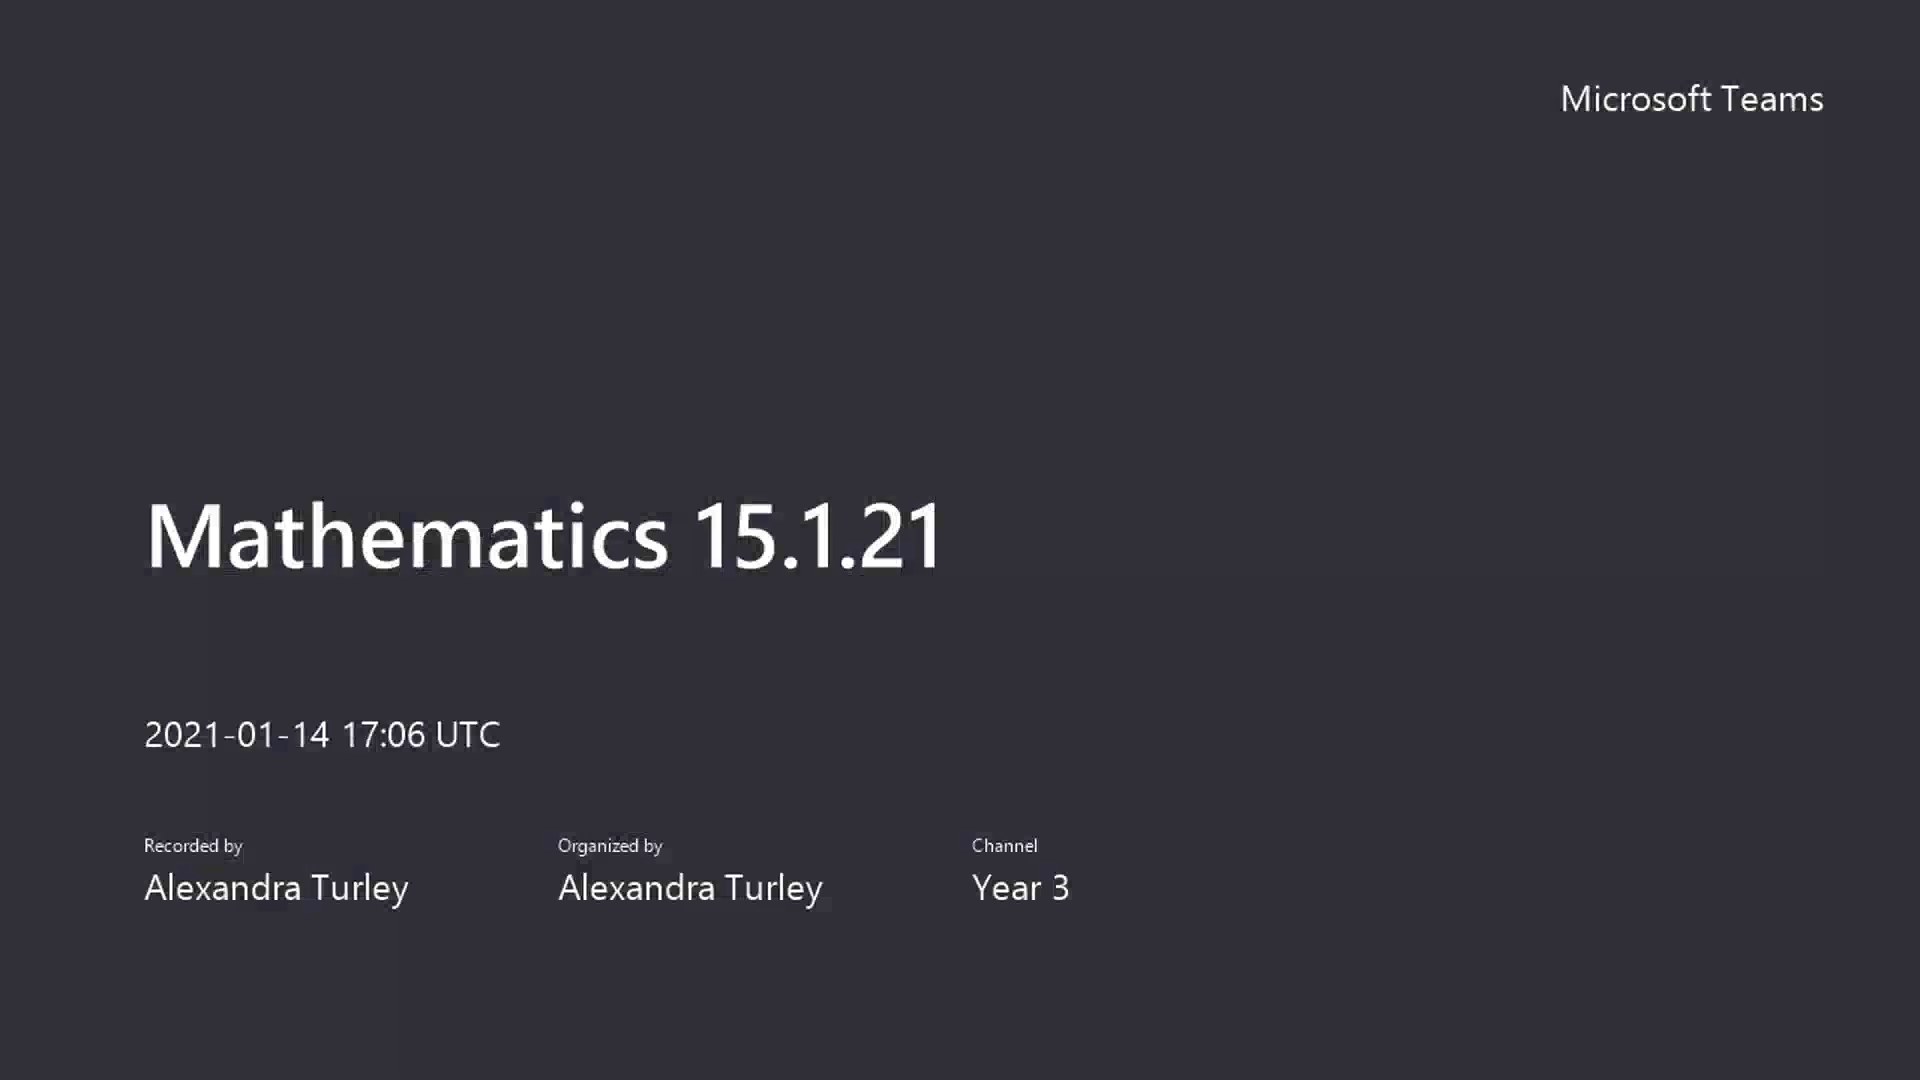 Microsoft Teams
Mathematics 15.1.21
2021-01-14 17:06 UTC
Recorded by
Alexandra Turley
Organized by
Alexandra Turley
Channel
Year 3